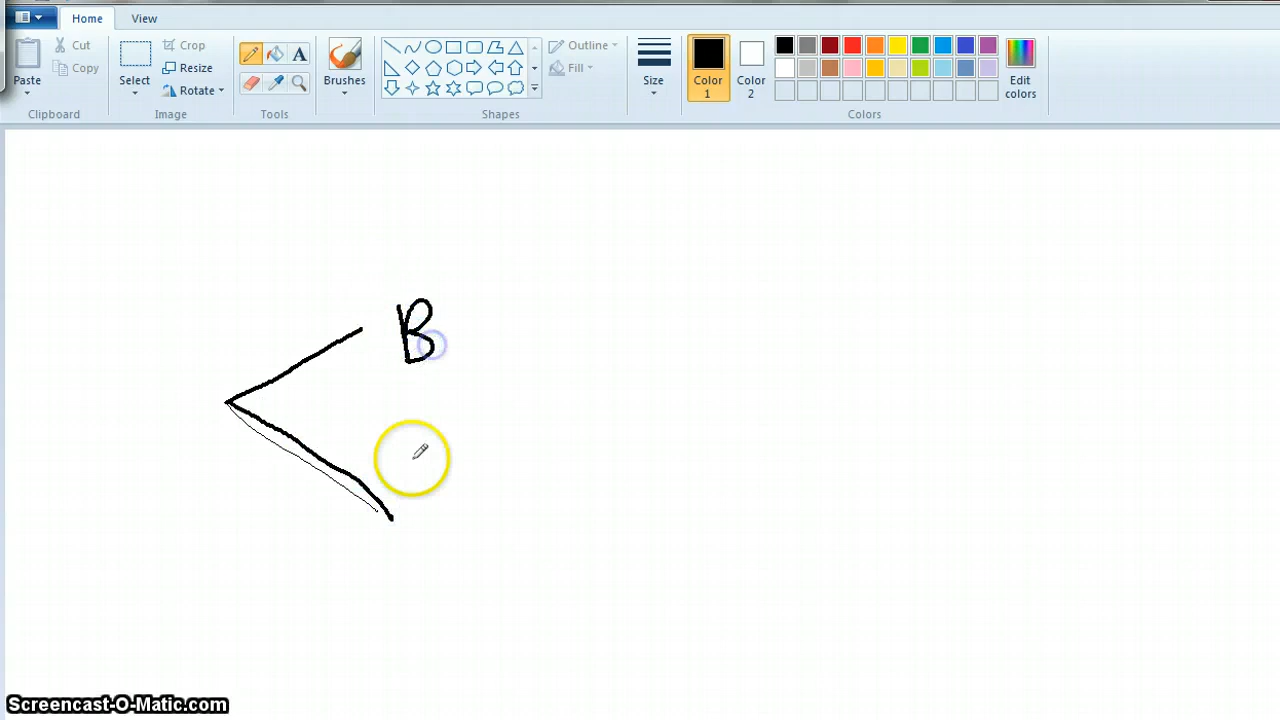 Home View
Cut
Copy
Paste
Clipboard
Select
Crop
Resize
Rotate
Image
A
Tools
Brushes
Outline
Fill
Shapes
Size
Color 1
Color 2
Edit colors
Colors
B
Screencast-O-Matic.com